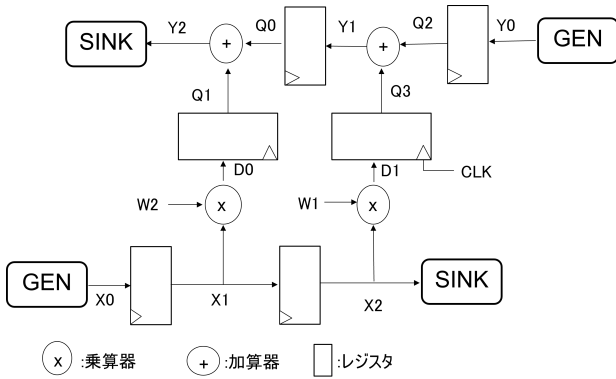 SINK
Y2
+
Q0
Y1
+
Q2
Y0
GEN
Q1
Q3
D0
D1
CLK
W2
x
W1
x
GEN
X0
X1
X2
SINK
x :乗算器
+ :加算器
:レジスタ